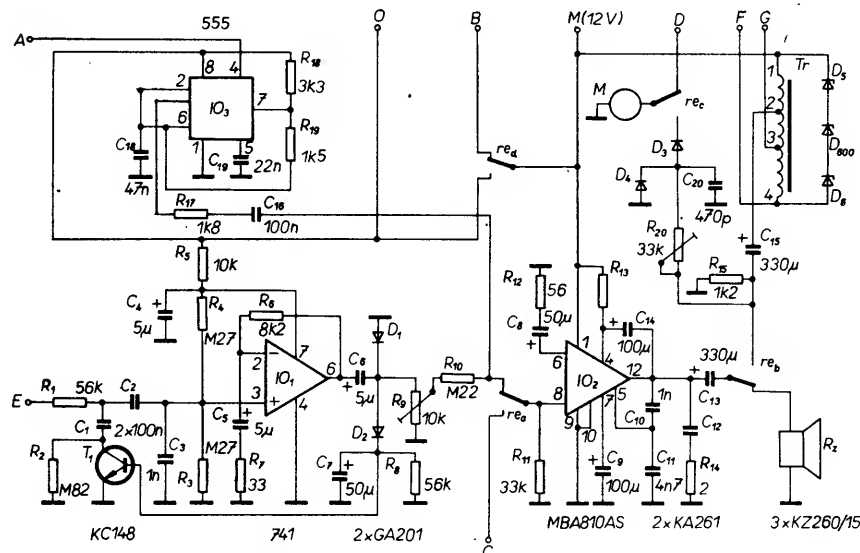 555 O B M(12V) D F G
A
8 4 R18 3K3
2 IO3 7
6
1 5 R19 1k5
C18 47n C19 22n
M rec
D3
D4 C20 470p
1 Tr D5
2
3 D600
4 D6
red
R17 1k8 C16 100n
R5 10k
C4 5µ R4 M27 R6 8k2
D1
R12 56 R13
R20 33k R15 1k2 C15 330µ
C8 50µ C14 100µ
E R1 56k C2
2 7 6 C6 5µ
IO1
3 4
R9 10k R10 M22
rea
6 1 4 12
IO2
8 7 5
9 10
330µ C13 reb
C1 2×100n C3 1n
C5 5µ
D2
1n C10
C12
R2 M82 T1 M27 R3 R7 33
C7 50µ R8 56k
R11 33k C9 100µ C11 4n7 R14 2
Rz
C
KC148 741 2×GA201 MBA810AS 2×KA261 3×KZ260/15